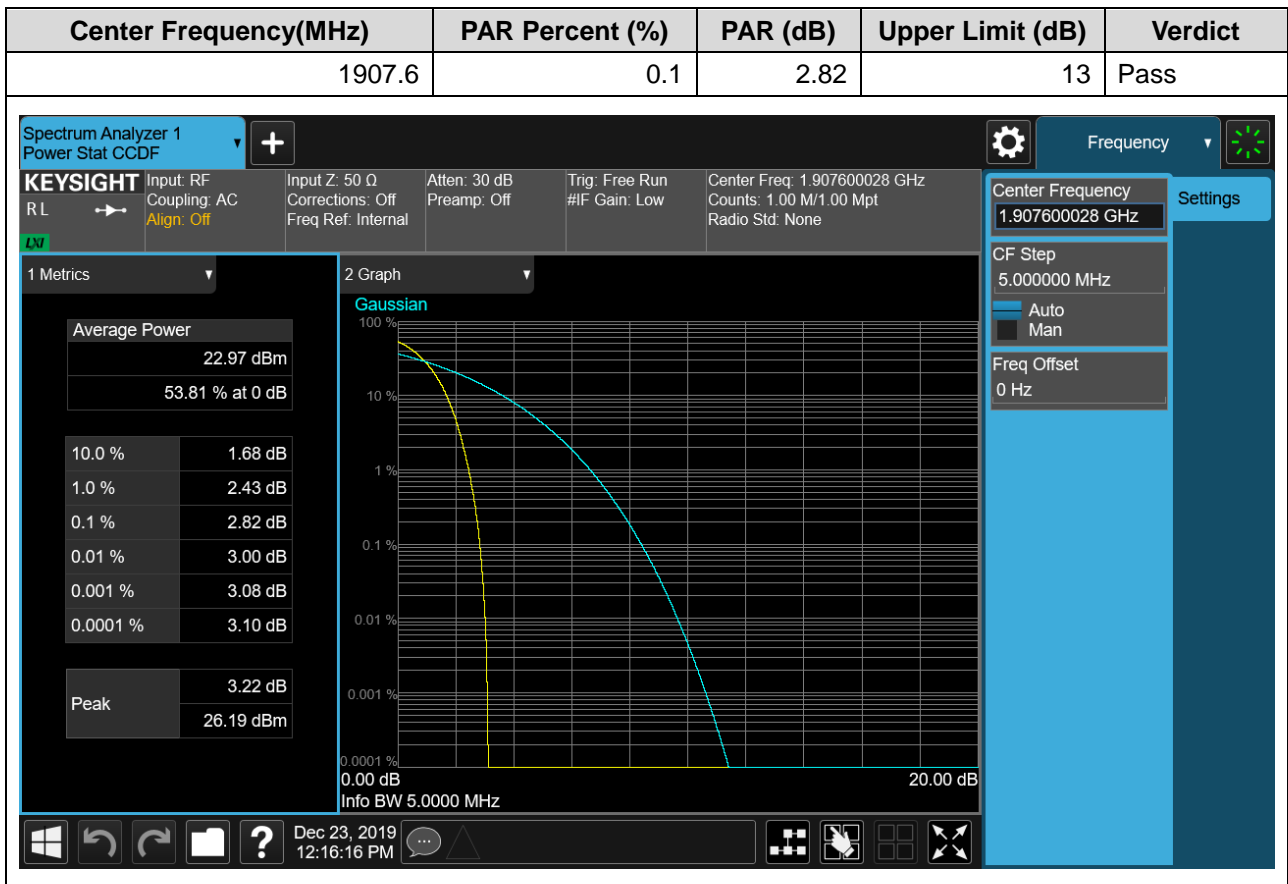 Center Frequency(MHz) PAR Percent (%) PAR (dB) Upper Limit (dB) Verdict
1907.6 0.1 2.82 13 Pass
Spectrum Analyzer 1
Power Stat CCDF
Frequency
KEYSIGHT
R L
LXI
Input: RF
Coupling: AC
Align: Off
Input Z: 50 Ω
Corrections: Off
Freq Ref: Internal
Atten: 30 dB
Preamp: Off
Trig: Free Run
#IF Gain: Low
Center Freq: 1.907600028 GHz
Counts: 1.00 M/1.00 Mpt
Radio Std: None
Center Frequency
1.907600028 GHz
Settings
CF Step
5.000000 MHz
Auto
Man
Freq Offset
0 Hz
1 Metrics
Average Power
22.97 dBm
53.81 % at 0 dB
10.0 % 1.68 dB
1.0 % 2.43 dB
0.1 % 2.82 dB
0.01 % 3.00 dB
0.001 % 3.08 dB
0.0001 % 3.10 dB
Peak 3.22 dB
26.19 dBm
2 Graph
Gaussian
100 %
10 %
1 %
0.1 %
0.01 %
0.001 %
0.0001 %
0.00 dB 20.00 dB
Info BW 5.0000 MHz
? Dec 23, 2019
12:16:16 PM